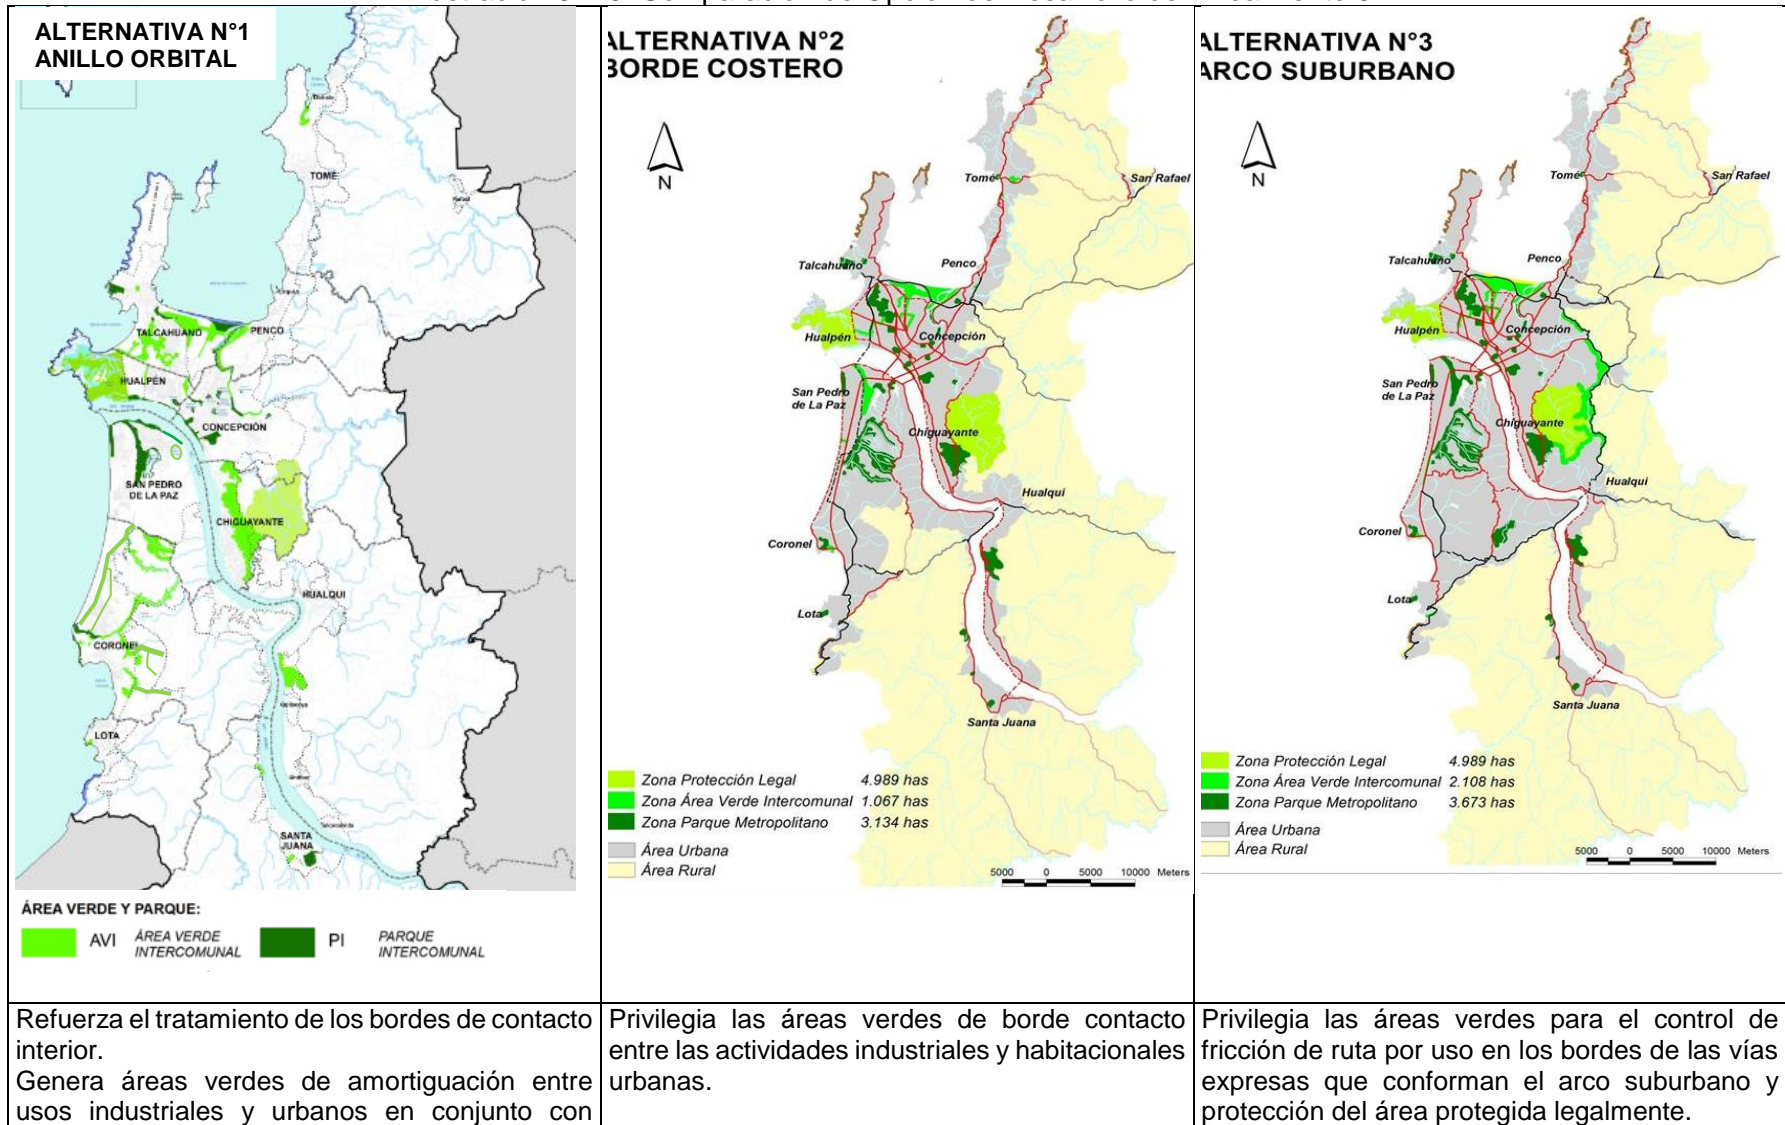 ALTERNATIVA N°1
ANILLO ORBITAL
TOMÉ
TALCAHUANO
PENCO
HUALPÉN
CONCEPCIÓN
SAN PEDRO
DE LA PAZ
CHIGUAYANTE
HUALQUI
CORONEL
LOTA
SANTA
JUANA
ÁREA VERDE Y PARQUE:
AVI ÁREA VERDE
INTERCOMUNAL
PI PARQUE
INTERCOMUNAL
Refuerza el tratamiento de los bordes de contacto
interior.
Genera áreas verdes de amortiguación entre
usos industriales y urbanos en conjunto con
ALTERNATIVA N°2
BORDE COSTERO
N
Tomé
San Rafael
Talcahuano
Penco
Hualpén
Concepción
San Pedro
de La Paz
Chiguayante
Hualqui
Coronel
Lota
Santa Juana
Zona Protección Legal 4.989 has
Zona Área Verde Intercomunal 1.067 has
Zona Parque Metropolitano 3.134 has
Área Urbana
Área Rural
5000 0 5000 10000 Meters
Privilegia las áreas verdes de borde contacto
entre las actividades industriales y habitacionales
urbanas.
ALTERNATIVA N°3
ARCO SUBURBANO
N
Tomé
San Rafael
Talcahuano
Penco
Hualpén
Concepción
San Pedro
de La Paz
Chiguayante
Hualqui
Coronel
Lota
Santa Juana
Zona Protección Legal 4.989 has
Zona Área Verde Intercomunal 2.108 has
Zona Parque Metropolitano 3.673 has
Área Urbana
Área Rural
5000 0 5000 10000 Meters
Privilegia las áreas verdes para el control de
fricción de ruta por uso en los bordes de las vías
expresas que conforman el arco suburbano y
protección del área protegida legalmente.